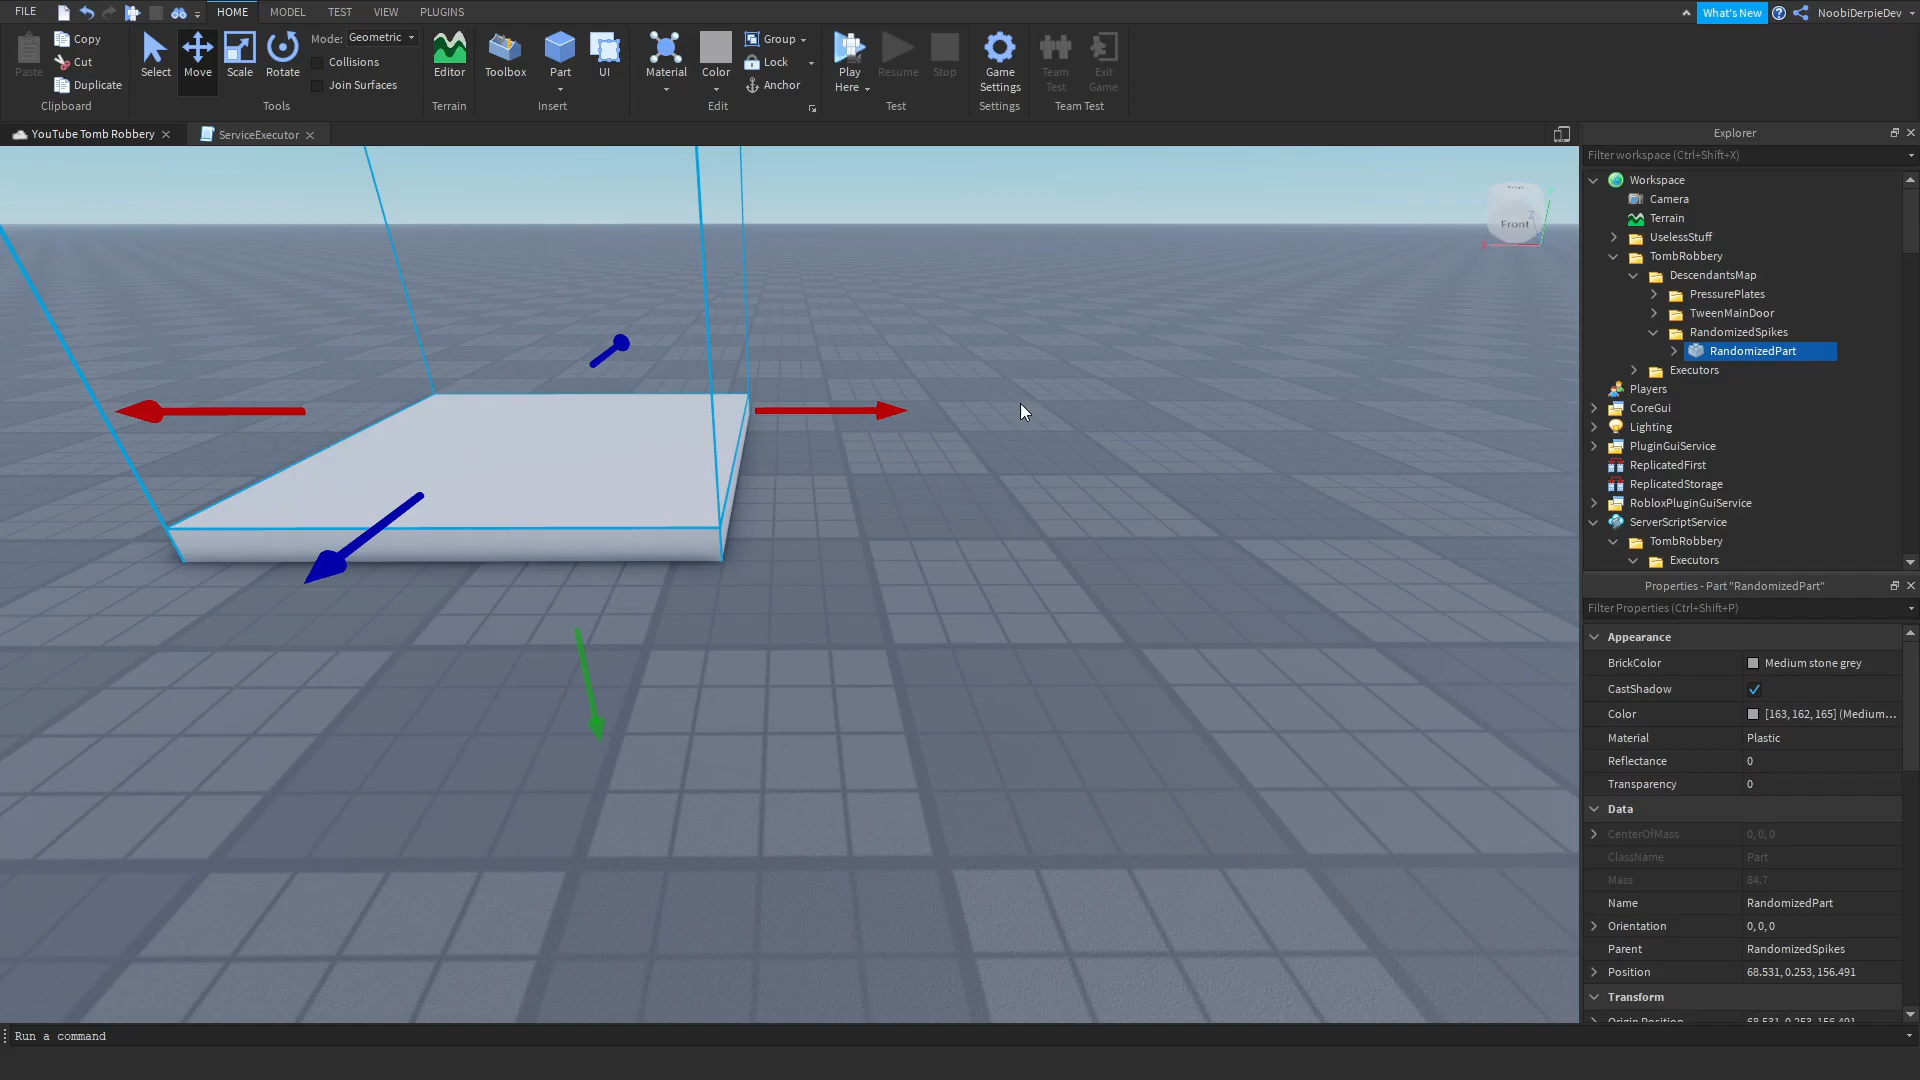 FILE
HOME
MODEL
TEST
VIEW
PLUGINS
What's New
NoobiDerpieDev
Paste
Copy
Cut
Duplicate
Clipboard
Select
Move
Scale
Rotate
Mode: Geometric
Collisions
Join Surfaces
Tools
Editor
Terrain
Toolbox
Part
UI
Insert
Material
Color
Group
Lock
Anchor
Edit
Play
Here
Resume
Stop
Test
Game
Settings
Settings
Team
Test
Exit
Game
Team Test
YouTube Tomb Robbery
ServiceExecutor
Top
Front
X
Z
Explorer
Filter workspace (Ctrl+Shift+X)
Workspace
Camera
Terrain
UselessStuff
TombRobbery
DescendantsMap
PressurePlates
TweenMainDoor
RandomizedSpikes
RandomizedPart
Executors
Players
CoreGui
Lighting
PluginGuiService
ReplicatedFirst
ReplicatedStorage
RobloxPluginGuiService
ServerScriptService
TombRobbery
Executors
Properties - Part "RandomizedPart"
Filter Properties (Ctrl+Shift+P)
Appearance
BrickColor Medium stone grey
CastShadow
Color [163, 162, 165] (Medium...
Material Plastic
Reflectance 0
Transparency 0
Data
CenterOfMass 0, 0, 0
ClassName Part
Mass 84.7
Name RandomizedPart
Orientation 0, 0, 0
Parent RandomizedSpikes
Position 68.531, 0.253, 156.491
Transform
Origin Position 68.531, 0.253, 156.491
Run a command